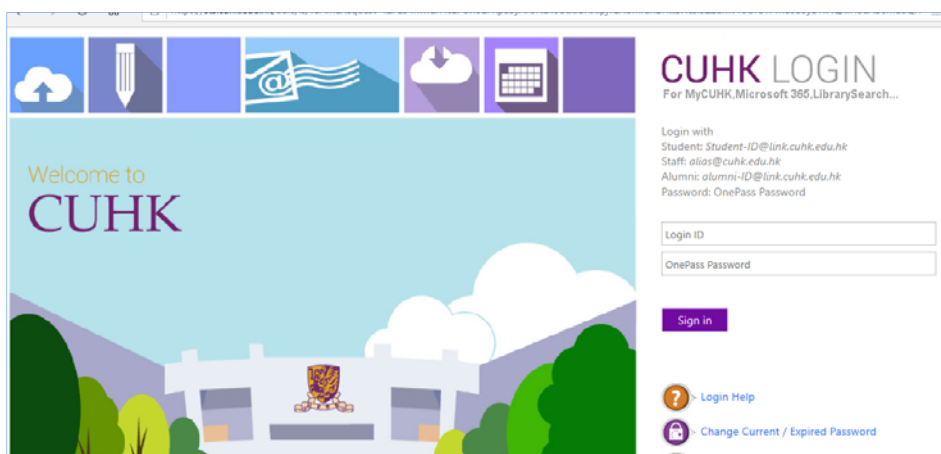 Welcome to
CUHK
CUHK LOGIN
For MyCUHK,Microsoft 365,LibrarySearch...
Login with
Student: Student-ID@link.cuhk.edu.hk
Staff: alias@cuhk.edu.hk
Alumni: alumni-ID@link.cuhk.edu.hk
Password: OnePass Password
Login ID
OnePass Password
Sign in
Login Help
Change Current / Expired Password